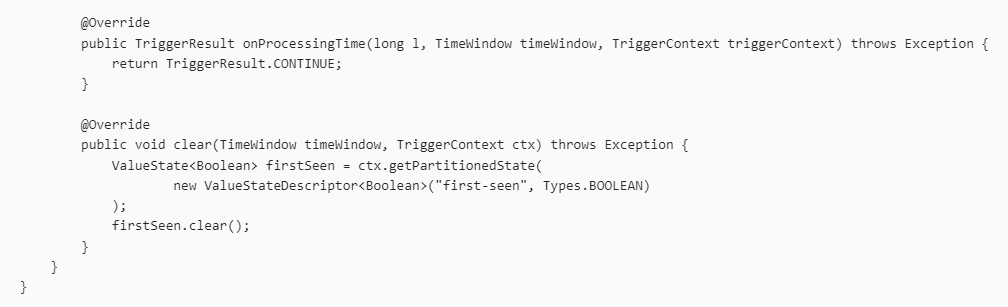 @Override
public TriggerResult onProcessingTime(long l, TimeWindow timeWindow, TriggerContext triggerContext) throws Exception {
return TriggerResult.CONTINUE;
}
@Override
public void clear(TimeWindow timeWindow, TriggerContext ctx) throws Exception {
ValueState<Boolean> firstSeen = ctx.getPartitionedState(
new ValueStateDescriptor<Boolean>("first-seen", Types.BOOLEAN)
);
firstSeen.clear();
}
}
}